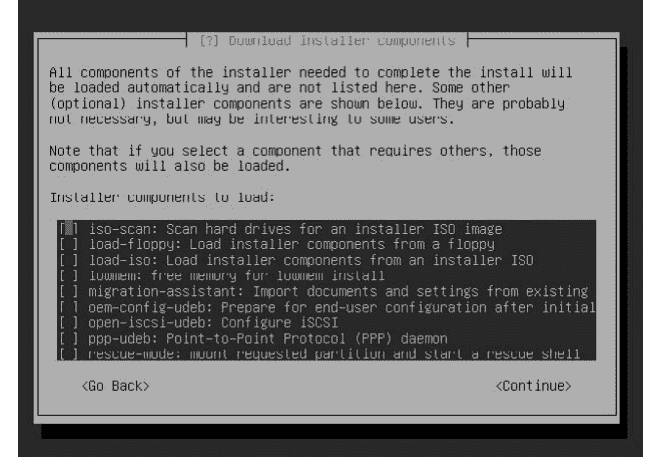 [?] Download installer components
All components of the installer needed to complete the install will
be loaded automatically and are not listed here. Some other
(optional) installer components are shown below. They are probably
not necessary, but may be interesting to some users.
Note that if you select a component that requires others, those
components will also be loaded.
Installer components to load:
[ ] iso-scan: Scan hard drives for an installer ISO image
[ ] load-floppy: Load installer components from a floppy
[ ] load-iso: Load installer components from an installer ISO
[ ] lowmem: free memory for lowmem install
[ ] migration-assistant: Import documents and settings from existing
[ ] oem-config-udeb: Prepare for end-user configuration after initial
[ ] open-iscsi-udeb: Configure iSCSI
[ ] ppp-udeb: Point-to-Point Protocol (PPP) daemon
[ ] rescue-mode: mount requested partition and start a rescue shell
<Go Back> <Continue>